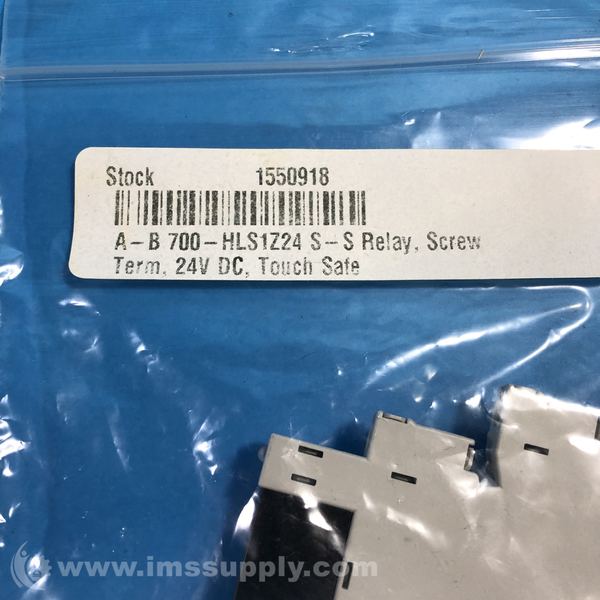 Stock 1550918
A-B 700-HLS1Z24 S-S Relay, Screw
Term, 24V DC, Touch Safe
www.imssupply.com